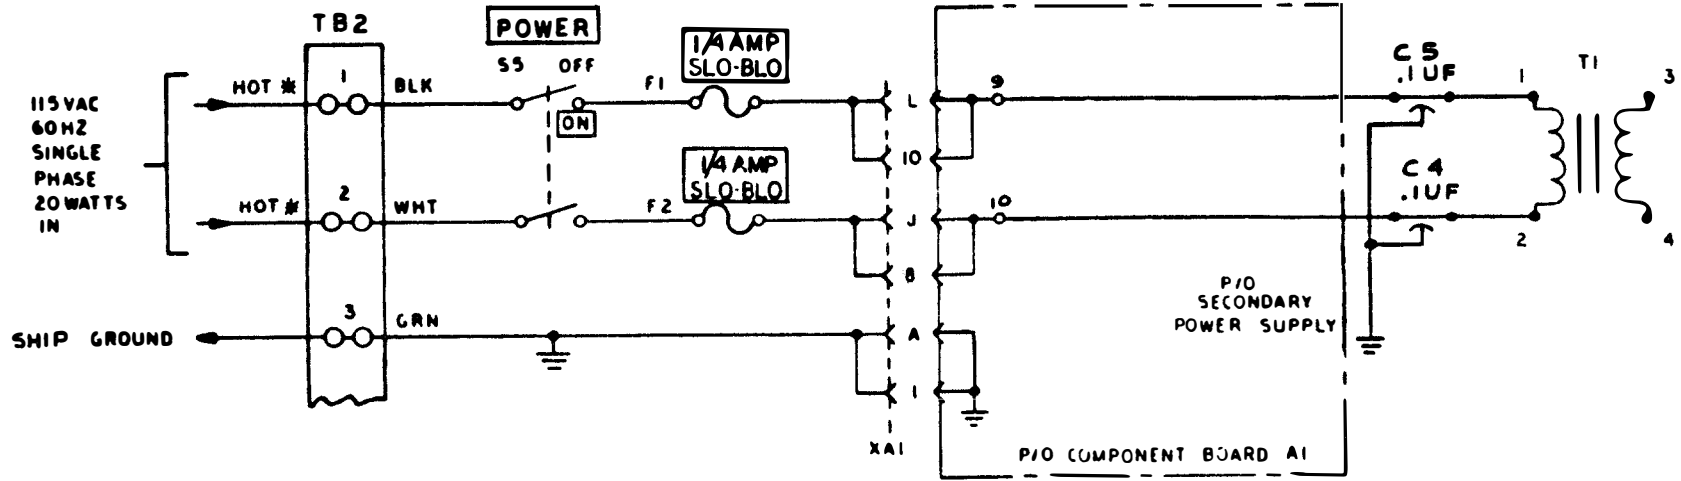 TB2
POWER
1/4 AMP
SLO-BLO
S5 OFF
ON
115 VAC
60 HZ
SINGLE
PHASE
20 WATTS
IN
HOT *
1
BLK
F1
L
9
10
C5
.1UF
1
T1
3
1/4 AMP
SLO-BLO
HOT *
2
WHT
F2
J
10
8
C4
.1UF
2
4
P/O
SECONDARY
POWER SUPPLY
SHIP GROUND
3
GRN
A
1
XA1
P/O COMPONENT BOARD A1